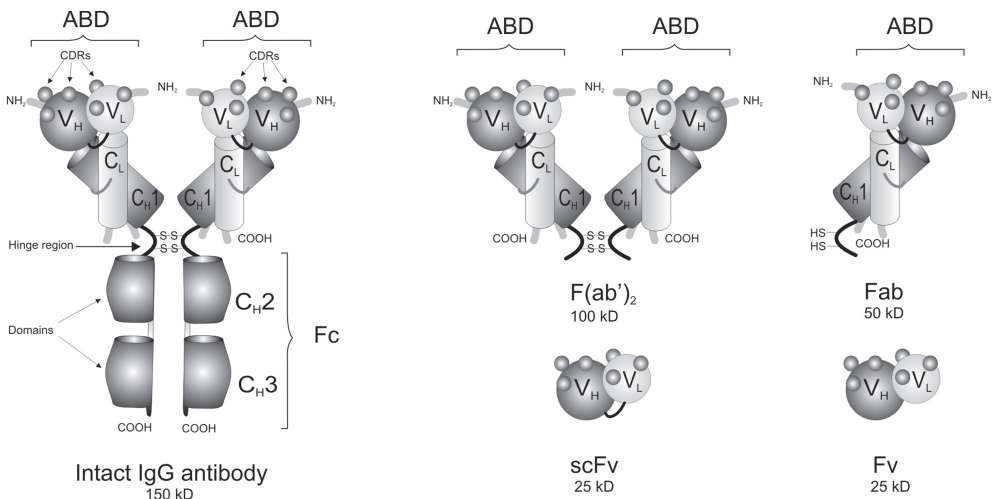 ABD
ABD
CDRs
CDRs
NH2
VH
VL
NH2
VL
VH
NH2
CL
CH1
CL
CH1
COOH
S S
S S
Hinge region
Domains
CH2
CH3
Fc
COOH
COOH
Intact IgG antibody
150 kD
ABD
ABD
NH2
VH
VL
NH2
VL
VH
NH2
CL
CH1
CL
CH1
COOH
S S
S S
COOH
F(ab')2
100 kD
ABD
NH2
VL
VH
NH2
CL
CH1
HS
HS
COOH
Fab
50 kD
VH
VL
scFv
25 kD
VH
VL
Fv
25 kD